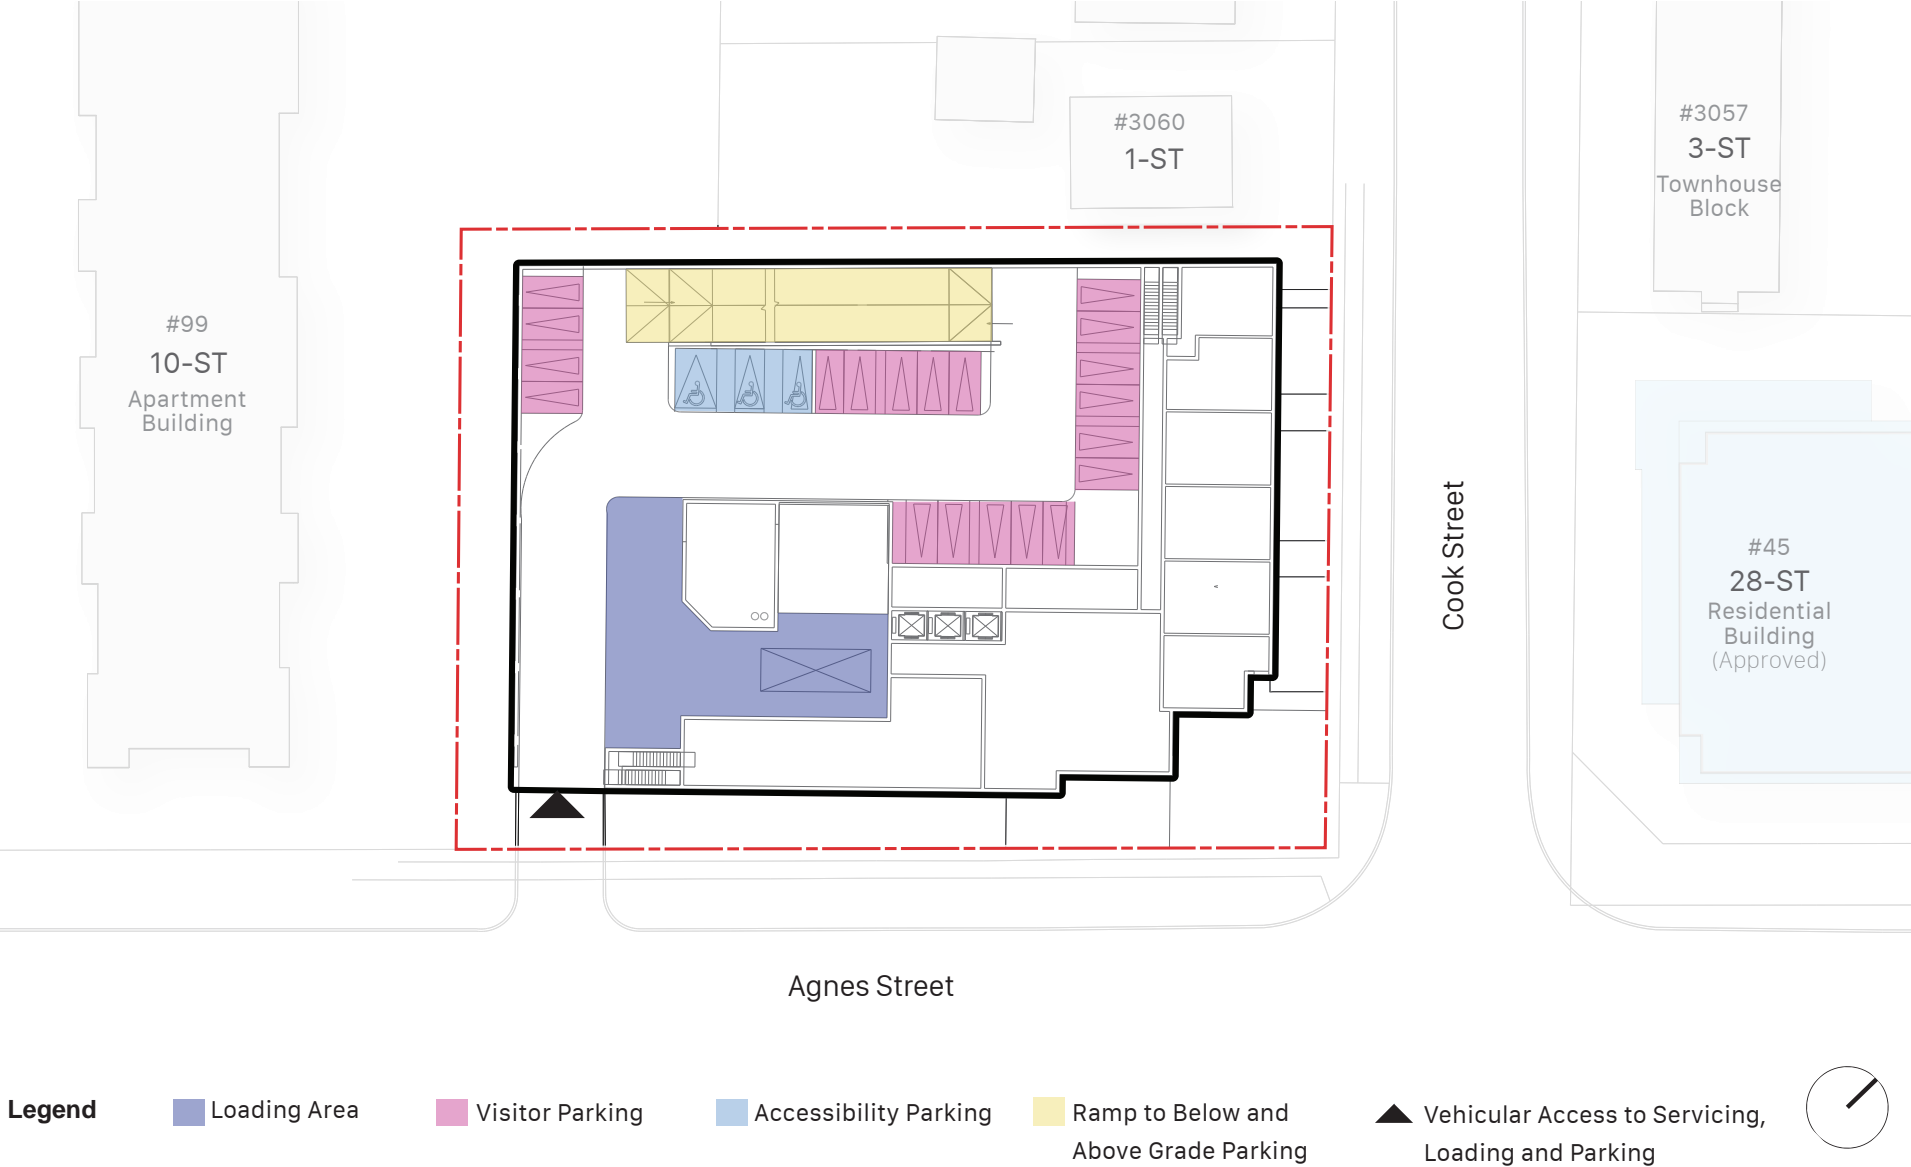 #3060
1-ST
#3057
3-ST
Townhouse
Block
#99
10-ST
Apartment
Building
Cook Street
#45
28-ST
Residential
Building
(Approved)
Agnes Street
Legend
Loading Area
Visitor Parking
Accessibility Parking
Ramp to Below and
Above Grade Parking
Vehicular Access to Servicing,
Loading and Parking